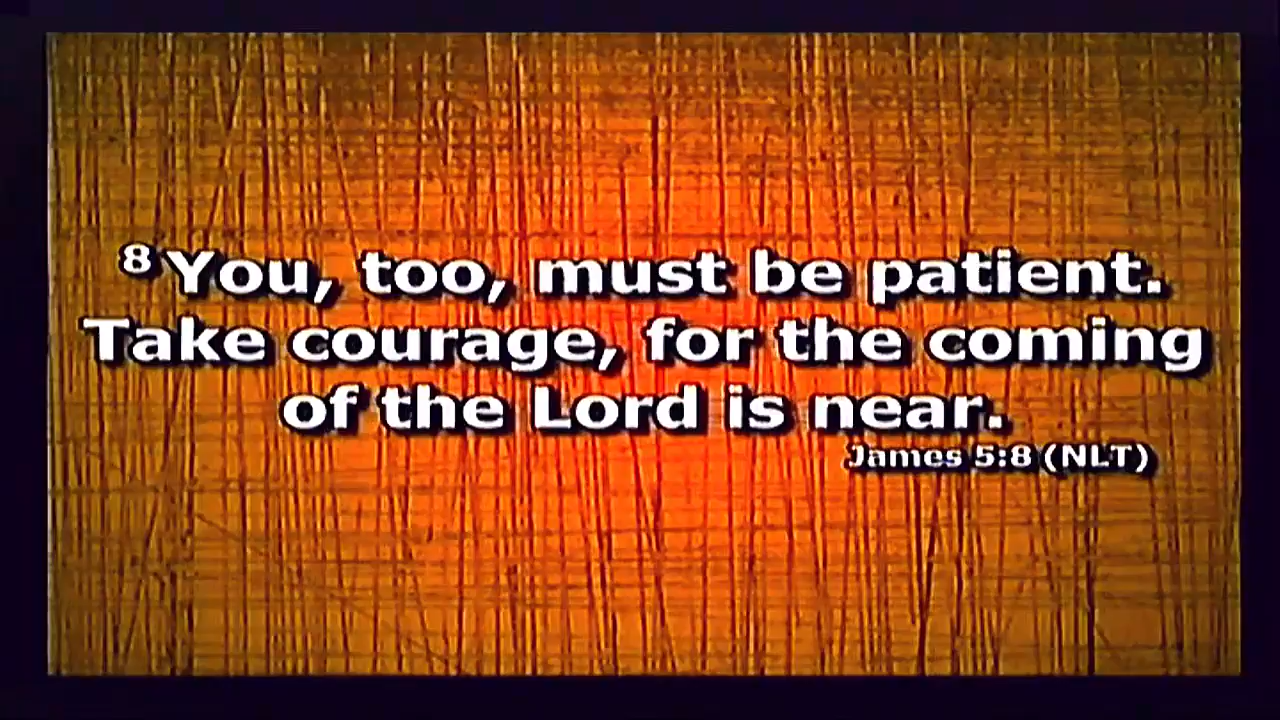 ⁸ You, too, must be patient.
Take courage, for the coming
of the Lord is near.
James 5:8 (NLT)